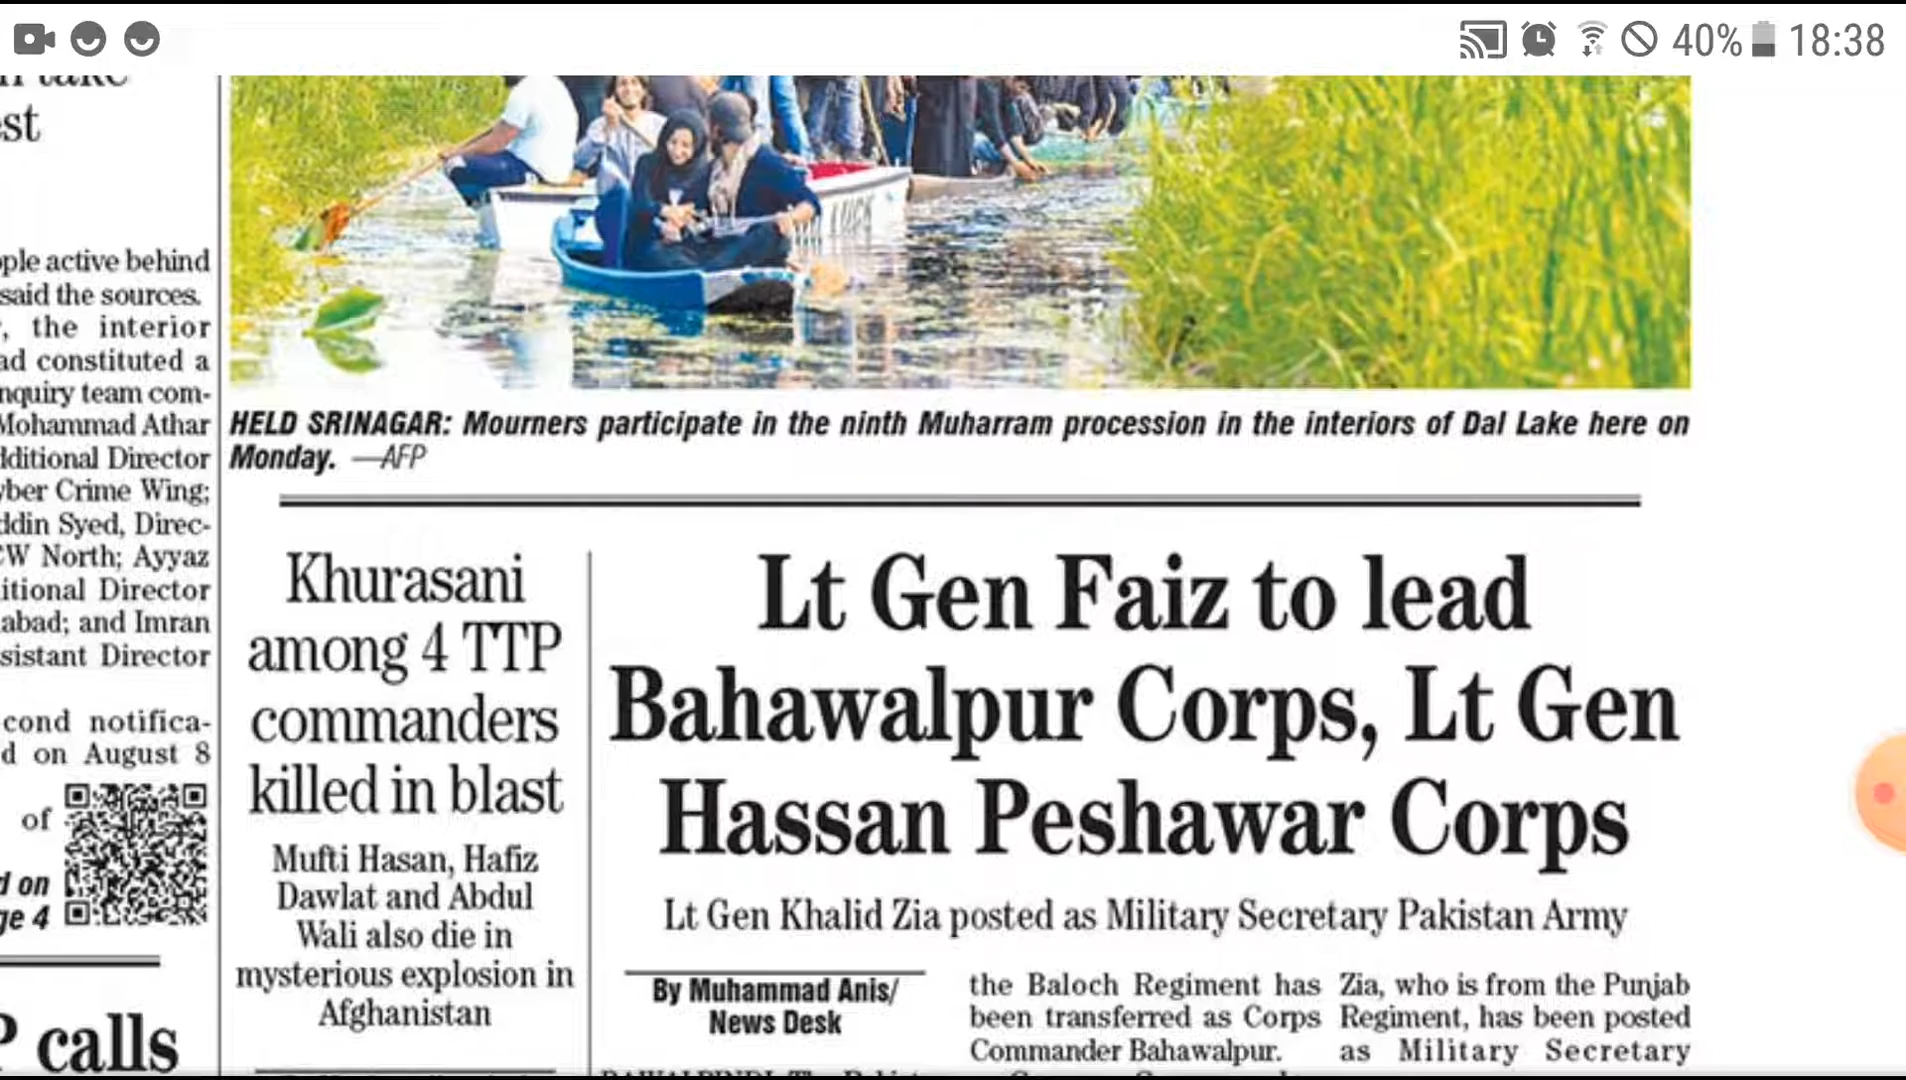 40% 18:38
est
ople active behind
said the sources.
, the interior
ad constituted a
nquiry team com-
Mohammad Athar
dditional Director
yber Crime Wing;
ddin Syed, Direc-
CW North; Ayyaz
itional Director
abad; and Imran
sistant Director
cond notifica-
d on August 8
of
d on
ge 4
P calls
LUCK
HELD SRINAGAR: Mourners participate in the ninth Muharram procession in the interiors of Dal Lake here on
Monday. —AFP
Khurasani
among 4 TTP
commanders
killed in blast
Mufti Hasan, Hafiz
Dawlat and Abdul
Wali also die in
mysterious explosion in
Afghanistan
Lt Gen Faiz to lead
Bahawalpur Corps, Lt Gen
Hassan Peshawar Corps
Lt Gen Khalid Zia posted as Military Secretary Pakistan Army
By Muhammad Anis/
News Desk
the Baloch Regiment has
been transferred as Corps
Commander Bahawalpur.
Zia, who is from the Punjab
Regiment, has been posted
as Military Secretary